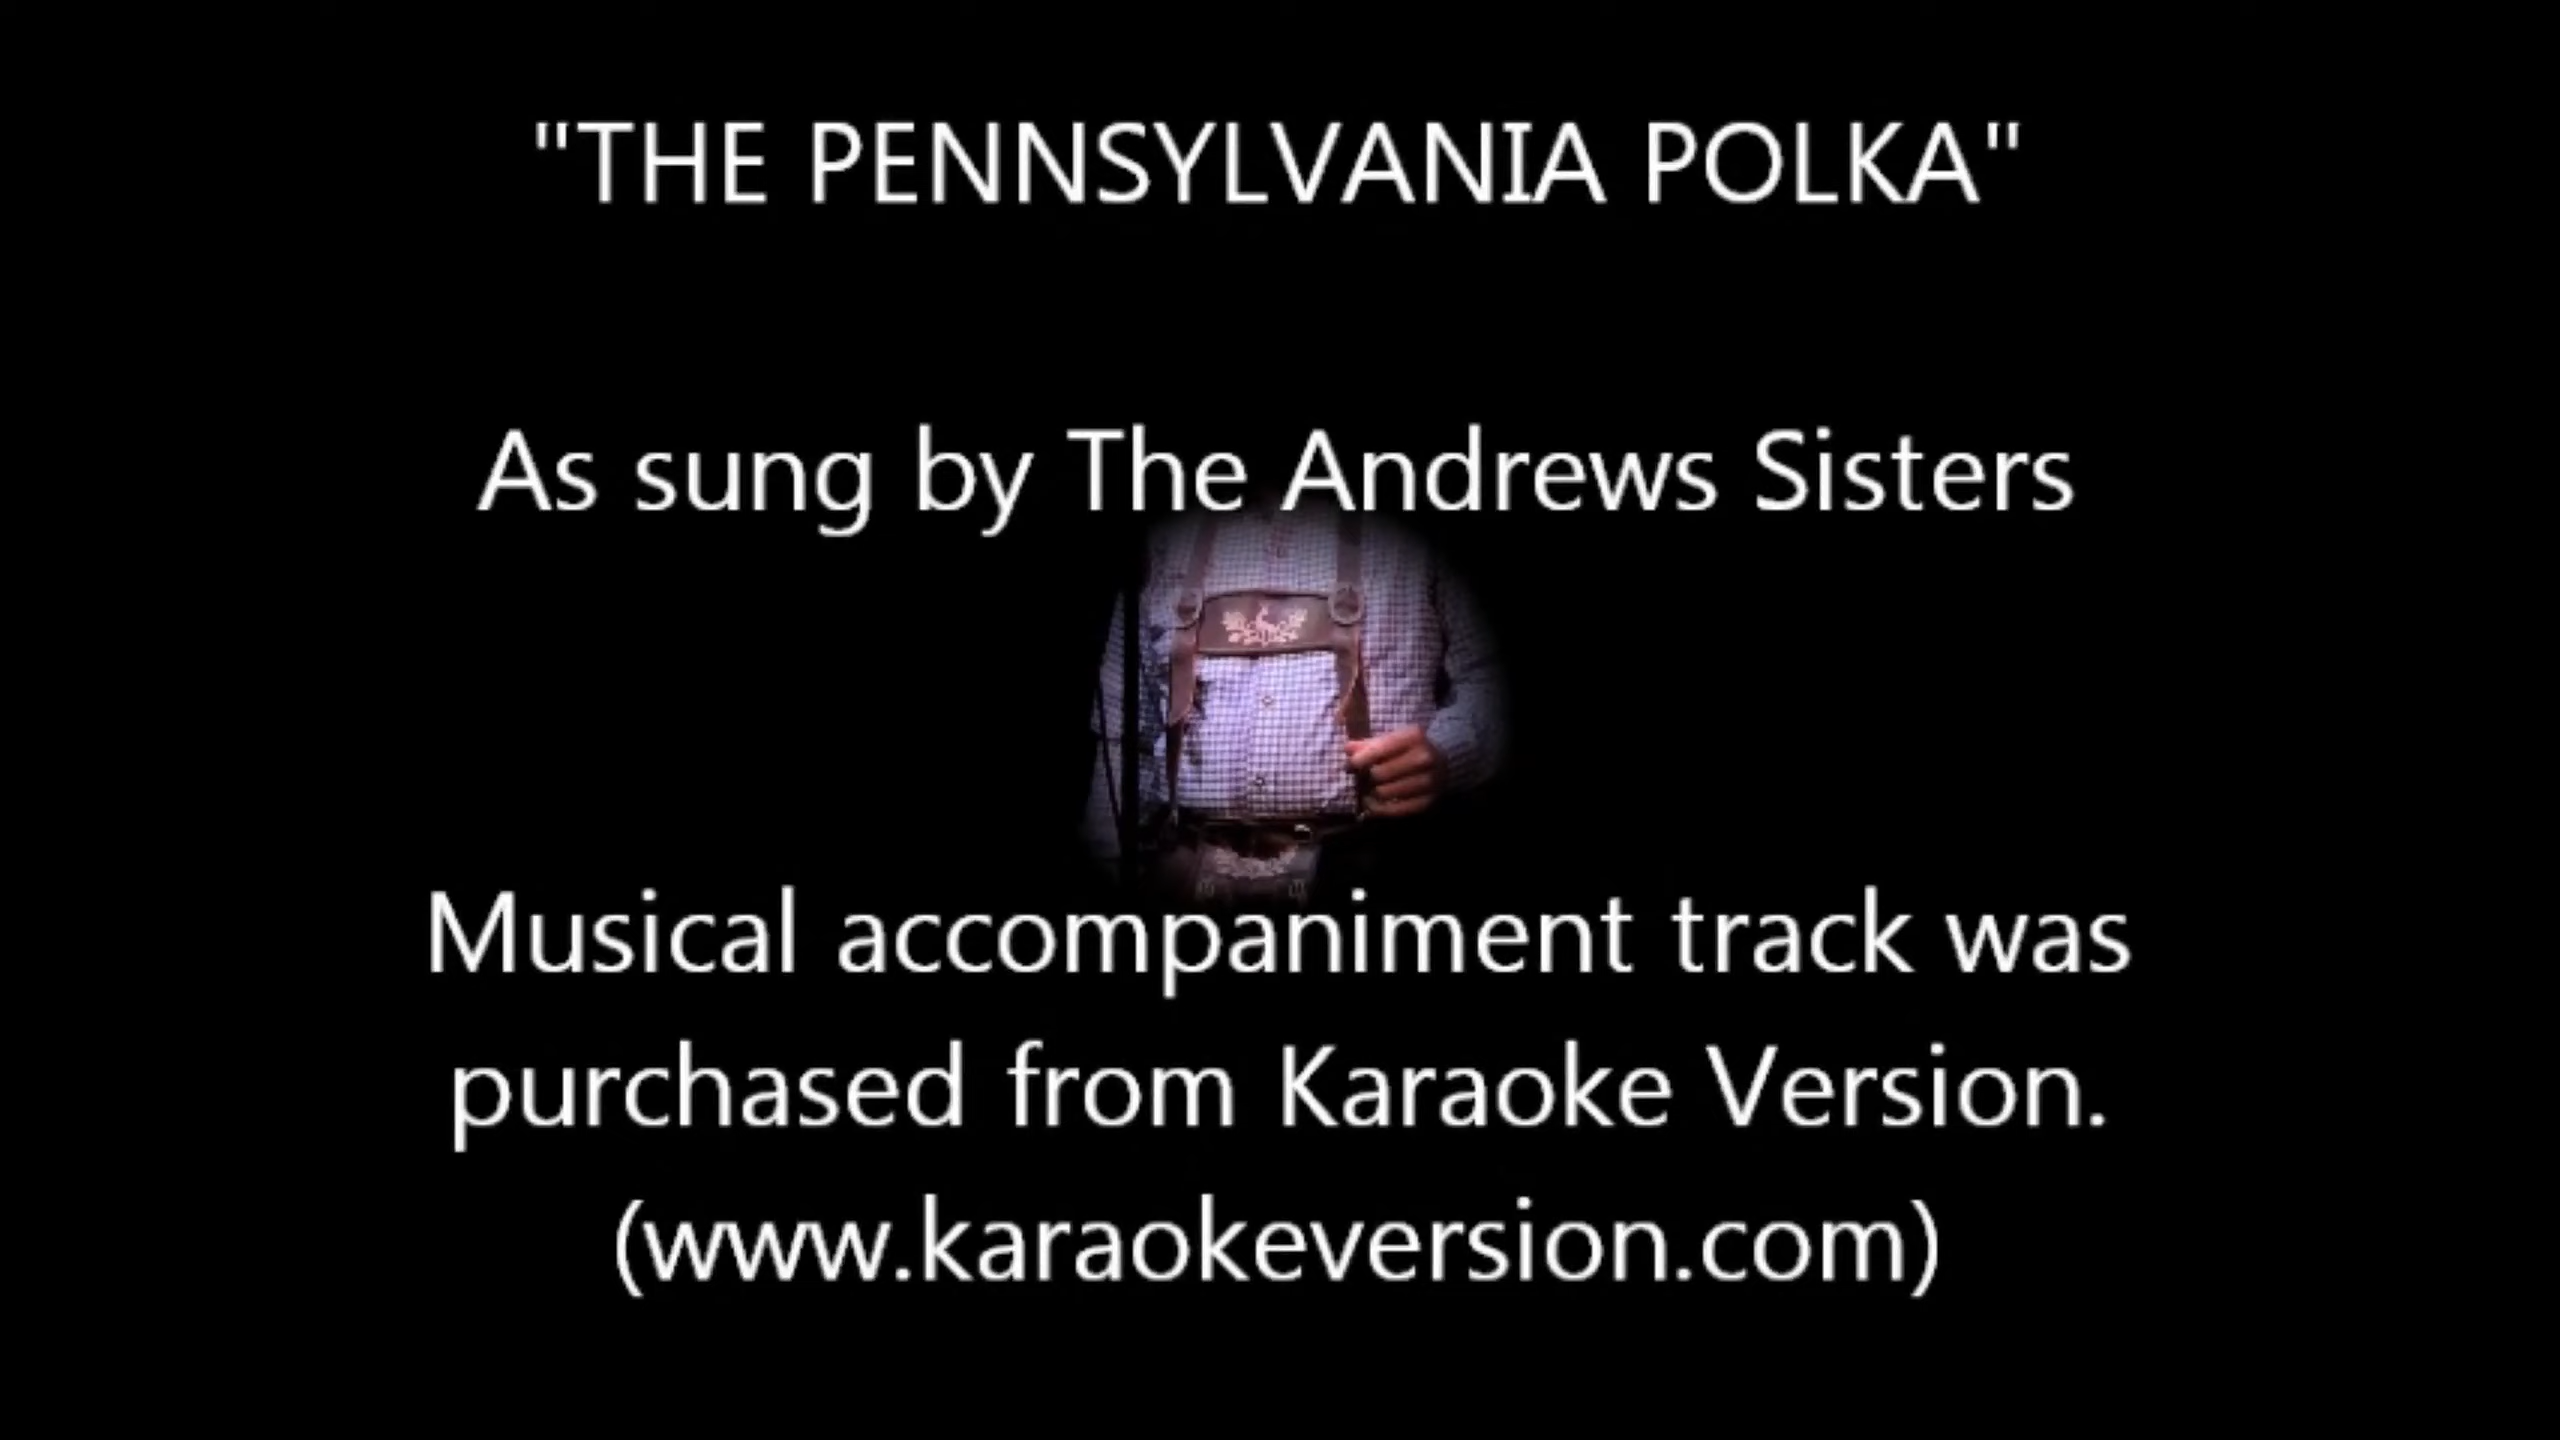 "THE PENNSYLVANIA POLKA"
As sung by The Andrews Sisters
Musical accompaniment track was
purchased from Karaoke Version.
(www.karaokeversion.com)